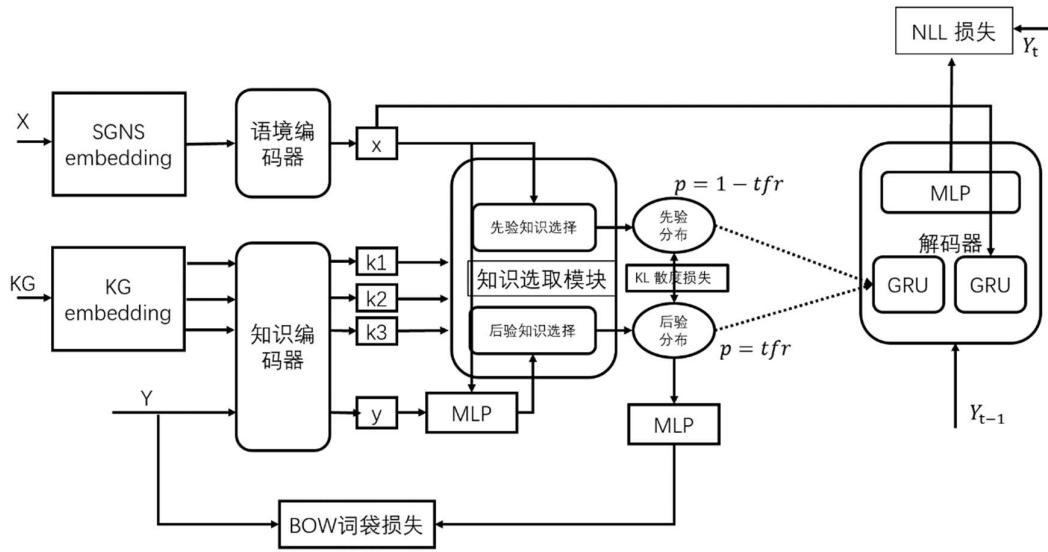 NLL 损失
Y_t
X
SGNS
embedding
语境编
码器
x
p = 1 − tfr
MLP
先验知识选择
先验
分布
解码器
KG
KG
embedding
知识编
码器
k1
k2
k3
知识选取模块
KL 散度损失
GRU
GRU
后验知识选择
后验
分布
p = tfr
Y
y
MLP
MLP
Y_{t−1}
BOW词袋损失